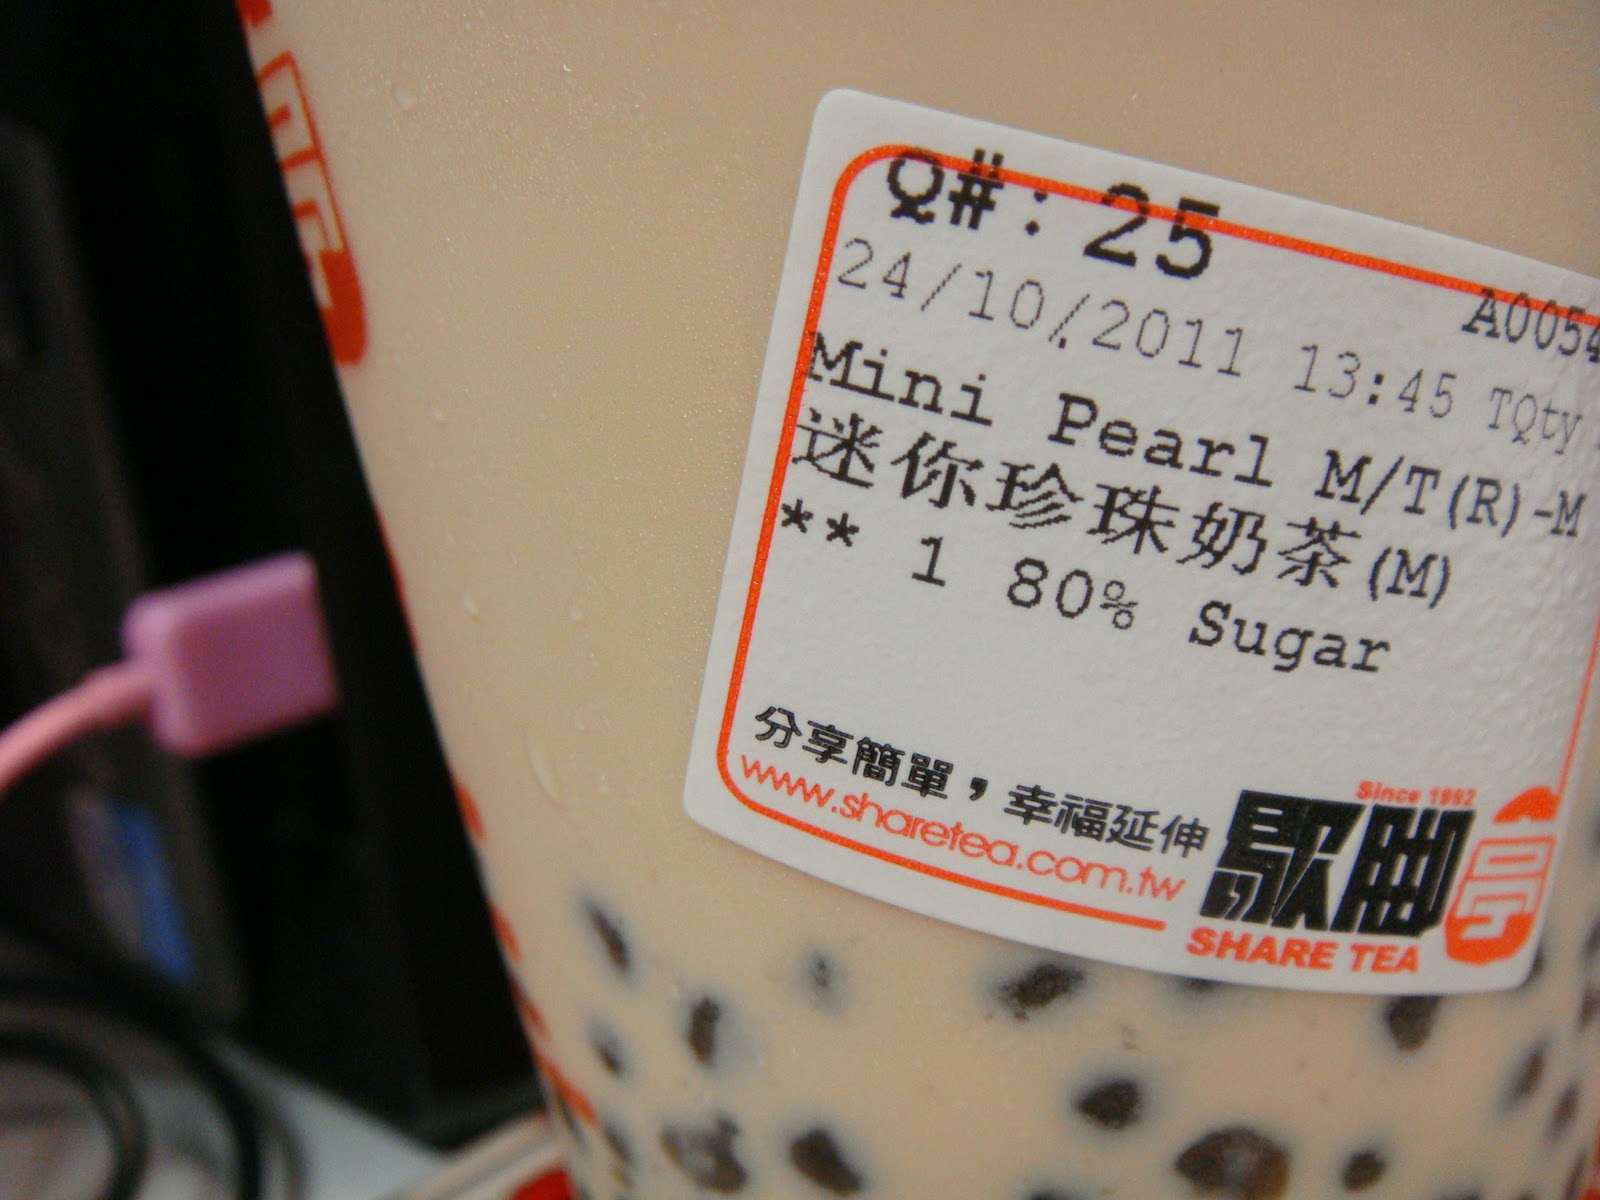 Q#: 25
A0054
24/10/2011 13:45 TQty
Mini Pearl M/T(R)-M
迷你珍珠奶茶(M)
** 1 80% Sugar
分享簡單，幸福延伸
www.sharetea.com.tw
Since 1992
歇脚亭
SHARE TEA